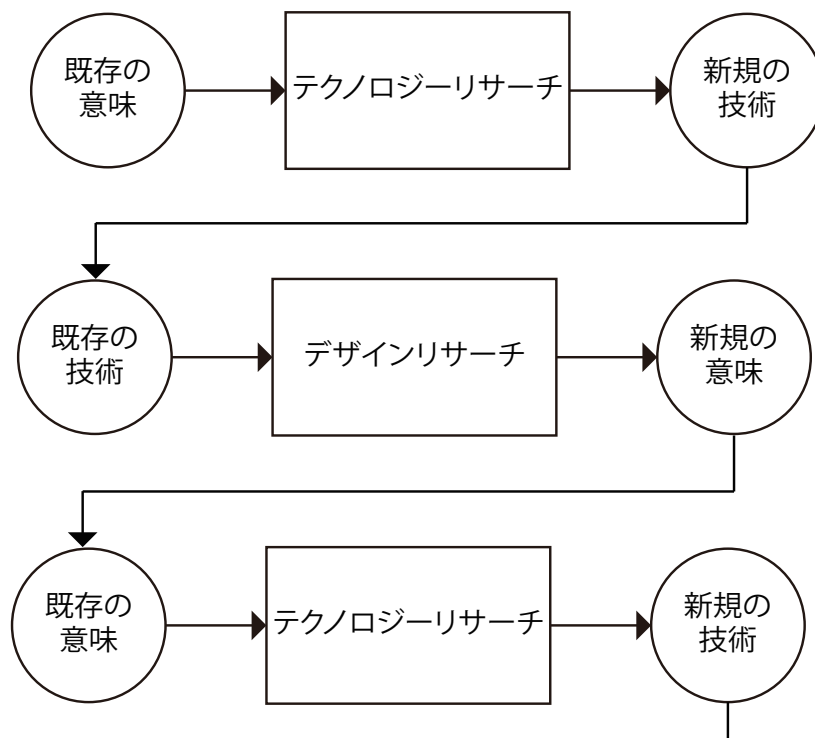 既存の
意味
テクノロジーリサーチ
新規の
技術
既存の
技術
デザインリサーチ
新規の
意味
既存の
意味
テクノロジーリサーチ
新規の
技術